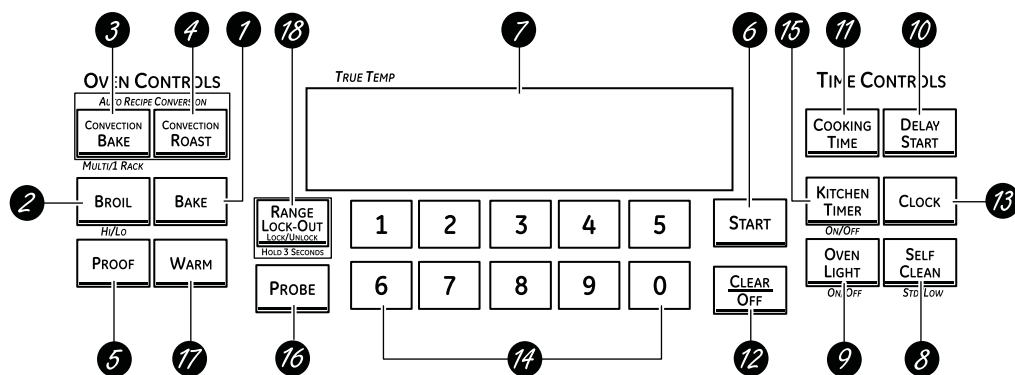 3
4
1
18
7
6
15
11
10
OVEN CONTROLS
TRUE TEMP
TIME CONTROLS
AUTO RECIPE CONVERSION
CONVECTION
BAKE
CONVECTION
ROAST
MULTI/1 RACK
COOKING
TIME
DELAY
START
2
BROIL
BAKE
HI/LO
RANGE
LOCK-OUT
LOCK/UNLOCK
HOLD 3 SECONDS
1
2
3
4
5
START
KITCHEN
TIMER
ON/OFF
CLOCK
13
PROOF
WARM
PROBE
6
7
8
9
0
CLEAR
OFF
OVEN
LIGHT
ON/OFF
SELF
CLEAN
STD/LOW
5
17
16
14
12
9
8